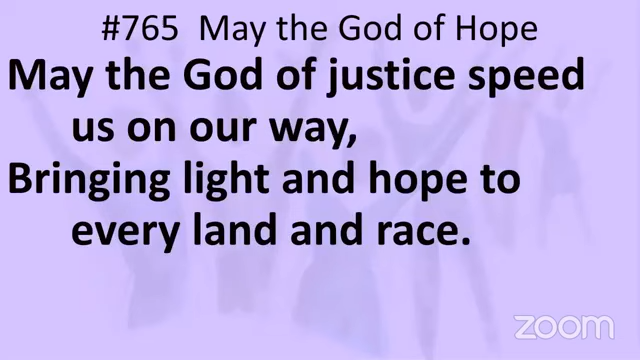 #765 May the God of Hope
May the God of justice speed
us on our way,
Bringing light and hope to
every land and race.
zoom